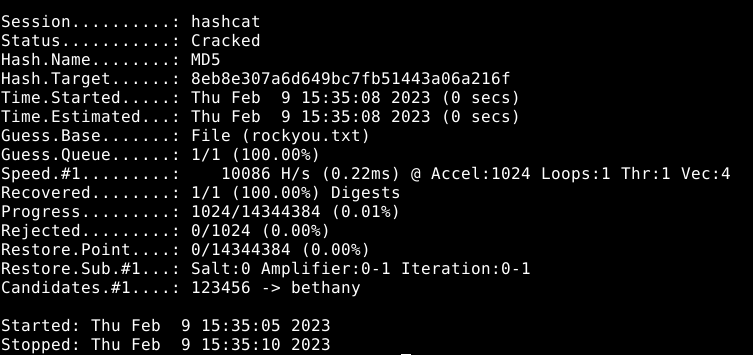 Session..........: hashcat
Status...........: Cracked
Hash.Name........: MD5
Hash.Target......: 8eb8e307a6d649bc7fb51443a06a216f
Time.Started.....: Thu Feb  9 15:35:08 2023 (0 secs)
Time.Estimated...: Thu Feb  9 15:35:08 2023 (0 secs)
Guess.Base.......: File (rockyou.txt)
Guess.Queue......: 1/1 (100.00%)
Speed.#1.........:    10086 H/s (0.22ms) @ Accel:1024 Loops:1 Thr:1 Vec:4
Recovered........: 1/1 (100.00%) Digests
Progress.........: 1024/14344384 (0.01%)
Rejected.........: 0/1024 (0.00%)
Restore.Point....: 0/14344384 (0.00%)
Restore.Sub.#1...: Salt:0 Amplifier:0-1 Iteration:0-1
Candidates.#1....: 123456 -> bethany

Started: Thu Feb  9 15:35:05 2023
Stopped: Thu Feb  9 15:35:10 2023